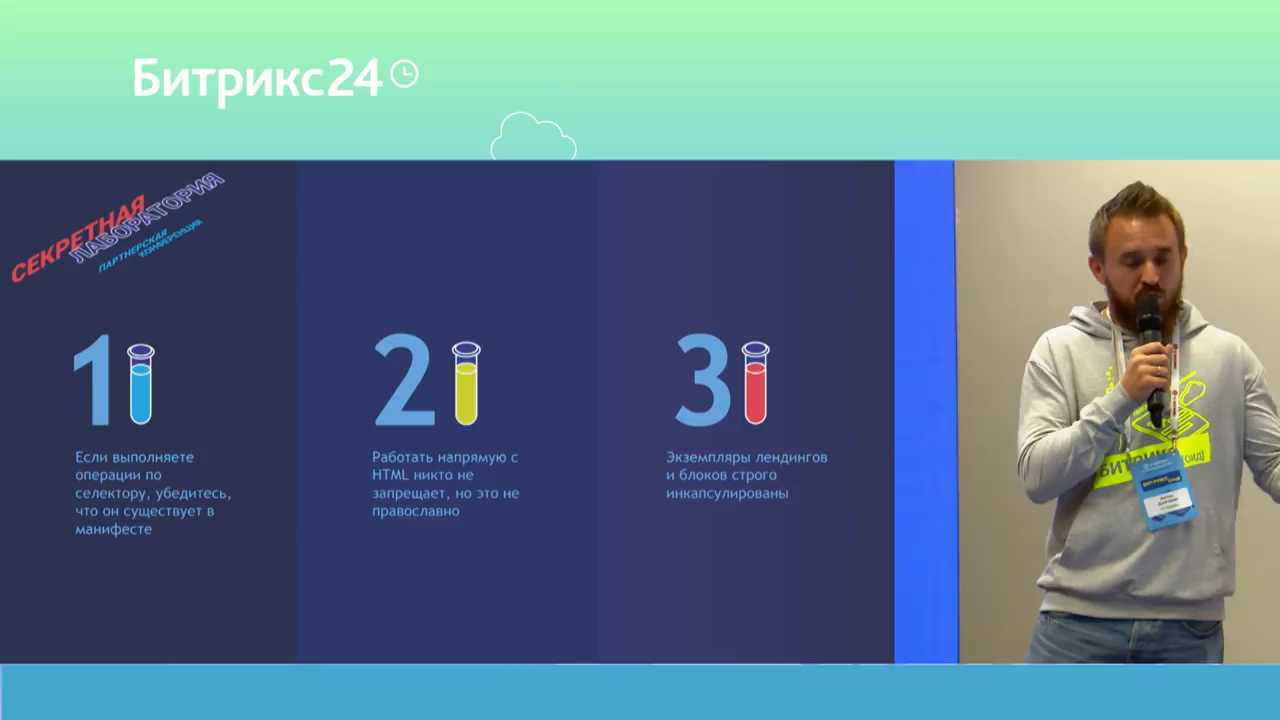 Битрикс24
СЕКРЕТНАЯ
ЛАБОРАТОРИЯ
ПАРТНЕРСКАЯ
КОНФЕРЕНЦИЯ
1
Если выполняете
операции по
селектору, убедитесь,
что он существует в
манифесте
2
Работать напрямую с
HTML никто не
запрещает, но это не
православно
3
Экземпляры лендингов
и блоков строго
инкапсулированы